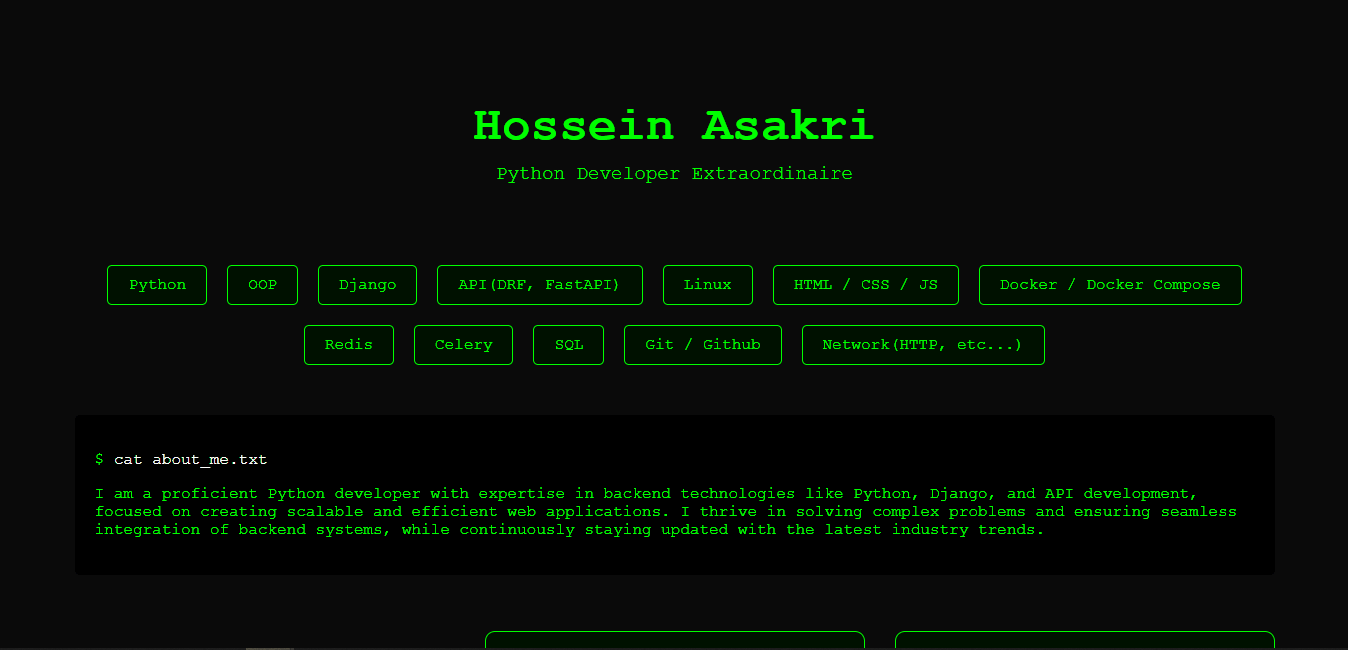 Hossein Asakri
Python Developer Extraordinaire
Python OOP Django API(DRF, FastAPI) Linux HTML / CSS / JS Docker / Docker Compose
Redis Celery SQL Git / Github Network(HTTP, etc...)
$ cat about_me.txt
I am a proficient Python developer with expertise in backend technologies like Python, Django, and API development,
focused on creating scalable and efficient web applications. I thrive in solving complex problems and ensuring seamless
integration of backend systems, while continuously staying updated with the latest industry trends.